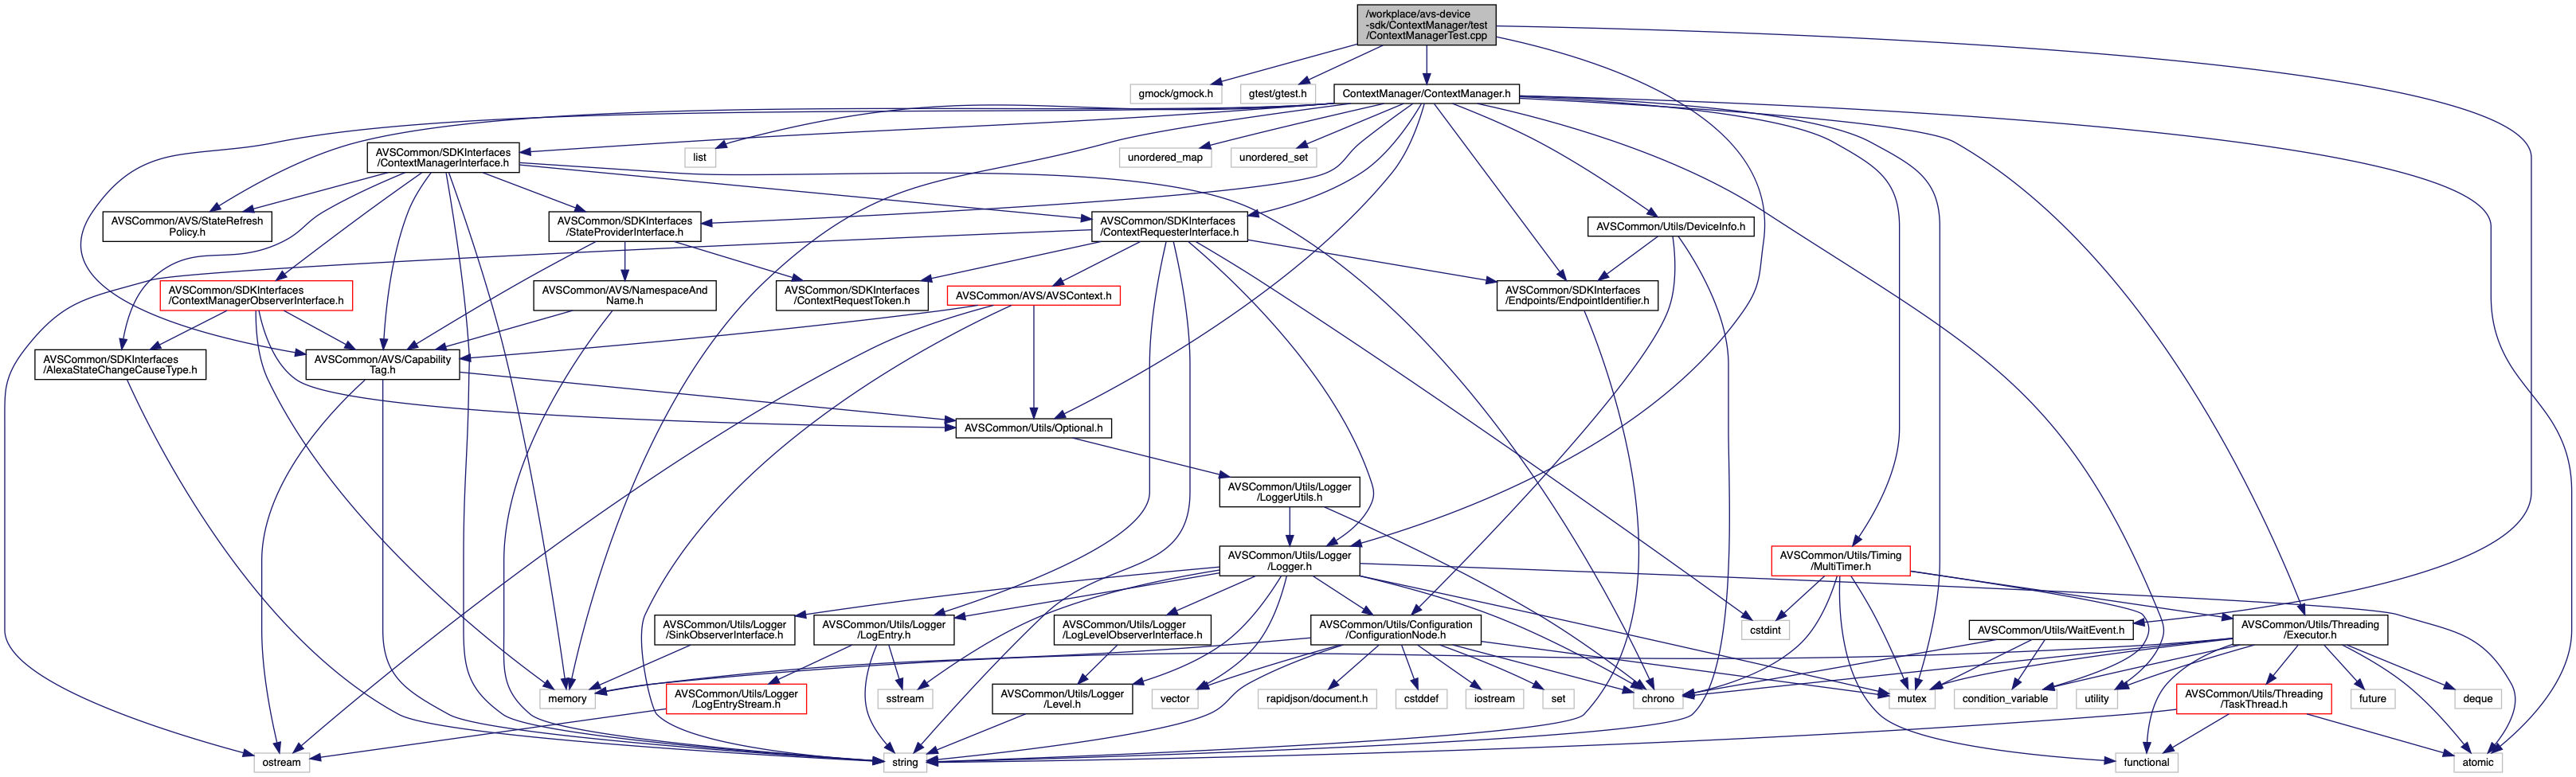 /workplace/avs-device
-sdk/ContextManager/test
/ContextManagerTest.cpp
gmock/gmock.h
gtest/gtest.h
ContextManager/ContextManager.h
AVSCommon/SDKInterfaces
/ContextManagerInterface.h
list
unordered_map
unordered_set
AVSCommon/AVS/StateRefresh
Policy.h
AVSCommon/SDKInterfaces
/StateProviderInterface.h
AVSCommon/SDKInterfaces
/ContextRequesterInterface.h
AVSCommon/Utils/DeviceInfo.h
AVSCommon/SDKInterfaces
/ContextManagerObserverInterface.h
AVSCommon/AVS/NamespaceAnd
Name.h
AVSCommon/SDKInterfaces
/ContextRequestToken.h
AVSCommon/AVS/AVSContext.h
AVSCommon/SDKInterfaces
/Endpoints/EndpointIdentifier.h
AVSCommon/SDKInterfaces
/AlexaStateChangeCauseType.h
AVSCommon/AVS/Capability
Tag.h
AVSCommon/Utils/Optional.h
AVSCommon/Utils/Logger
/LoggerUtils.h
AVSCommon/Utils/Logger
/Logger.h
AVSCommon/Utils/Timing
/MultiTimer.h
AVSCommon/Utils/Logger
/SinkObserverInterface.h
AVSCommon/Utils/Logger
/LogEntry.h
AVSCommon/Utils/Logger
/LogLevelObserverInterface.h
AVSCommon/Utils/Configuration
/ConfigurationNode.h
cstdint
AVSCommon/Utils/WaitEvent.h
AVSCommon/Utils/Threading
/Executor.h
memory
AVSCommon/Utils/Logger
/LogEntryStream.h
sstream
AVSCommon/Utils/Logger
/Level.h
vector
rapidjson/document.h
cstddef
iostream
set
chrono
mutex
condition_variable
utility
AVSCommon/Utils/Threading
/TaskThread.h
future
deque
ostream
string
functional
atomic